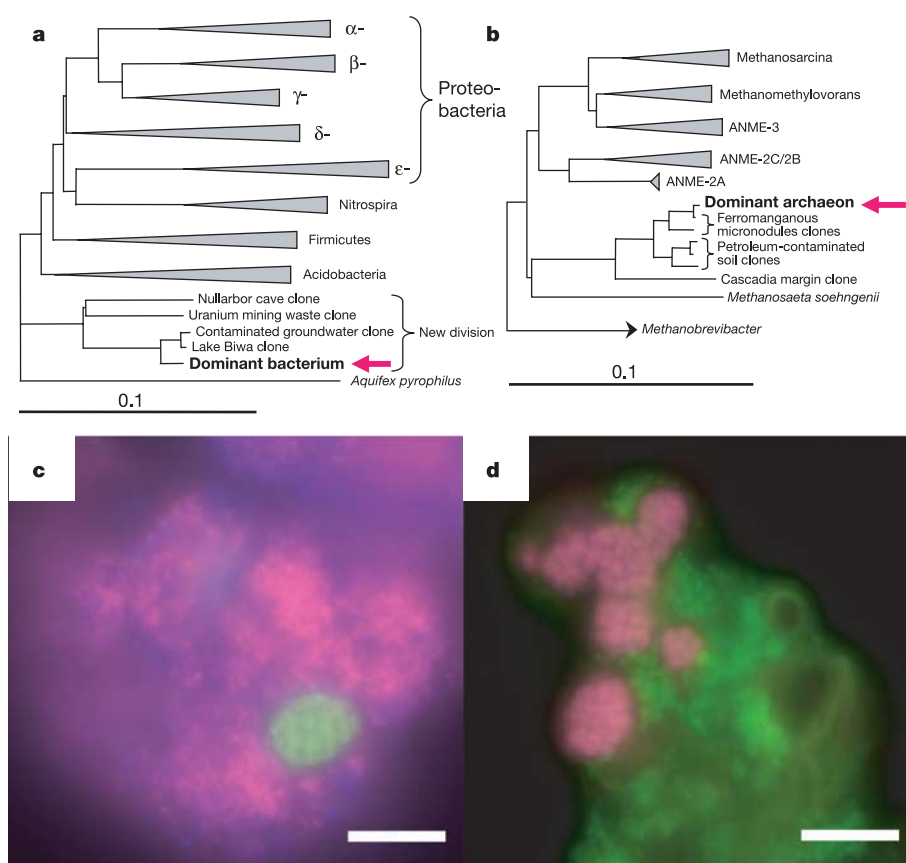 a
α-
β-
γ-
δ-
ε-
Proteo-
bacteria
Nitrospira
Firmicutes
Acidobacteria
Nullarbor cave clone
Uranium mining waste clone
Contaminated groundwater clone
Lake Biwa clone
Dominant bacterium
New division
Aquifex pyrophilus
0.1
b
Methanosarcina
Methanomethylovorans
ANME-3
ANME-2C/2B
ANME-2A
Dominant archaeon
Ferromanganous
micronodules clones
Petroleum-contaminated
soil clones
Cascadia margin clone
Methanosaeta soehngenii
Methanobrevibacter
0.1
c
d